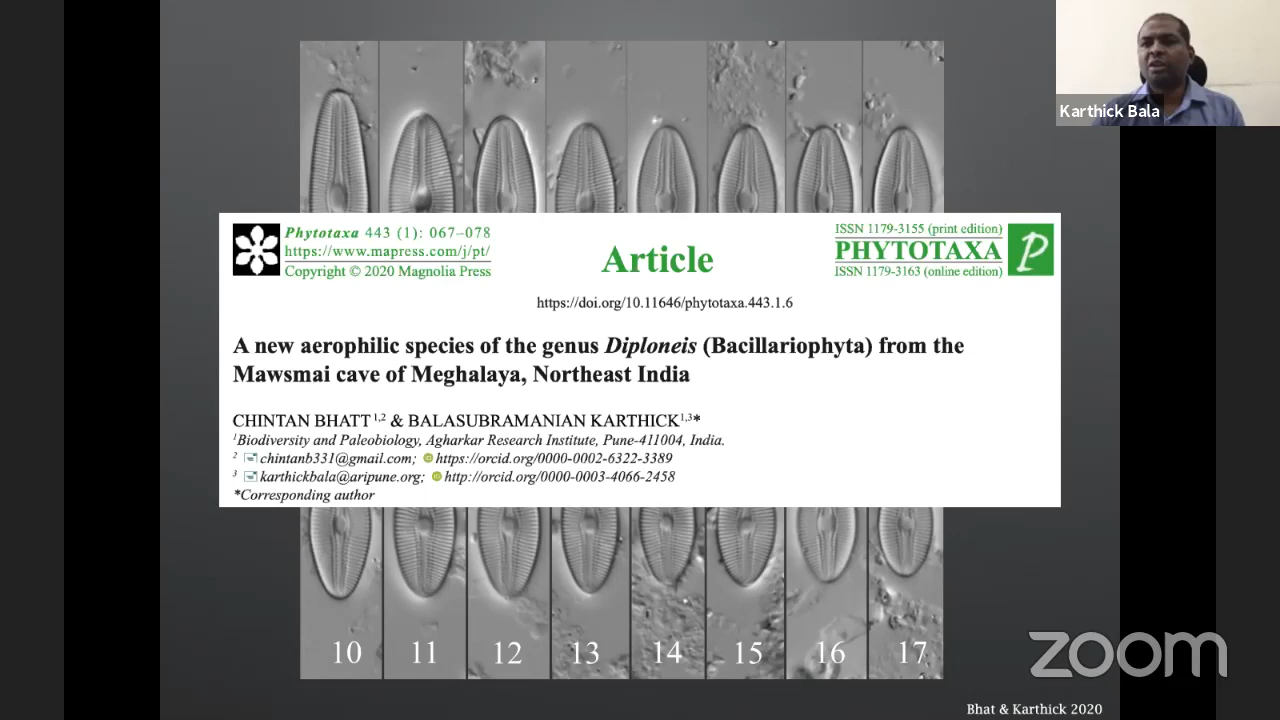 Karthick Bala
Phytotaxa 443 (1): 067–078
https://www.mapress.com/j/pt/
Copyright © 2020 Magnolia Press
Article
ISSN 1179-3155 (print edition)
PHYTOTAXA
ISSN 1179-3163 (online edition)
https://doi.org/10.11646/phytotaxa.443.1.6
A new aerophilic species of the genus Diploneis (Bacillariophyta) from the
Mawsmai cave of Meghalaya, Northeast India
CHINTAN BHATT1,2 & BALASUBRAMANIAN KARTHICK1,3*
1Biodiversity and Paleobiology, Agharkar Research Institute, Pune-411004, India.
2 chintanb331@gmail.com; https://orcid.org/0000-0002-6322-3389
3 karthickbala@aripune.org; http://orcid.org/0000-0003-4066-2458
*Corresponding author
10 11 12 13 14 15 16 17
zoom
Bhat & Karthick 2020